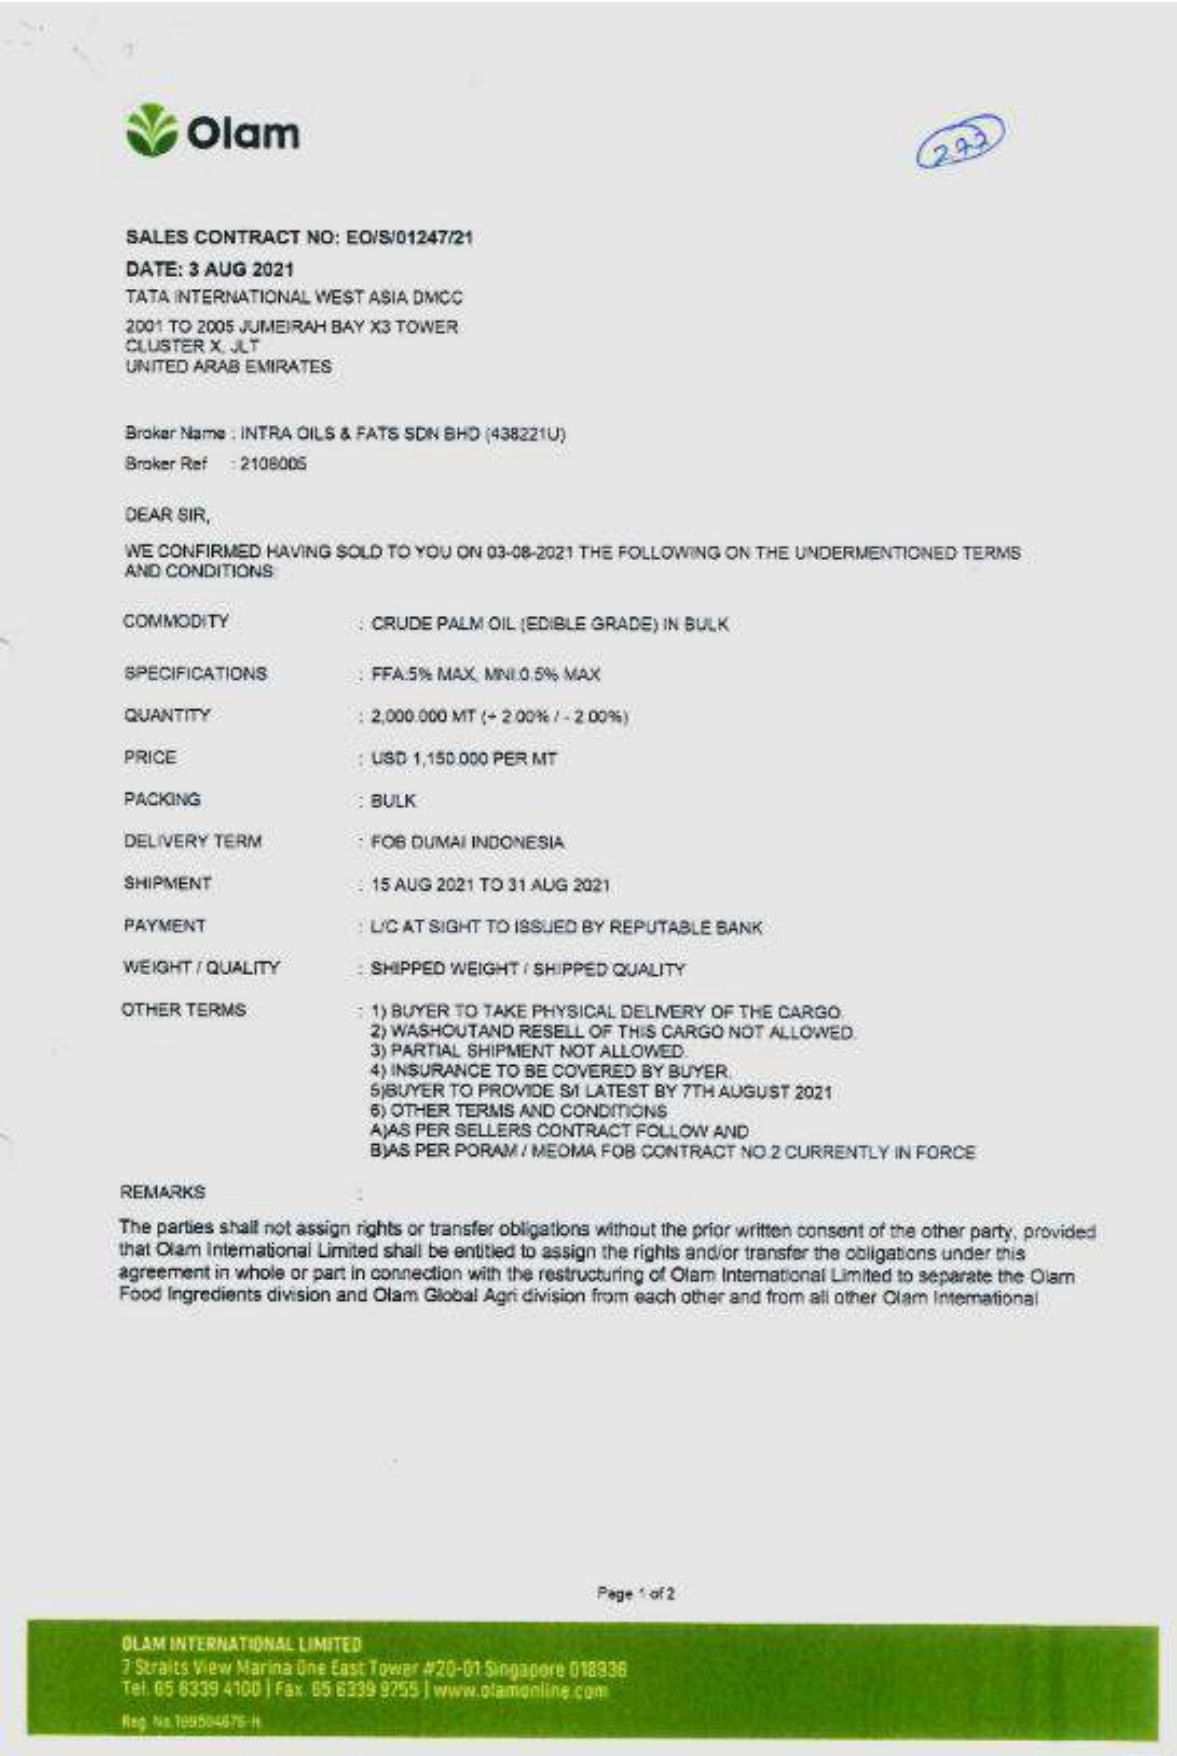 Olam
277
SALES CONTRACT NO: EO/S/01247/21
DATE: 3 AUG 2021
TATA INTERNATIONAL WEST ASIA DMCC
2001 TO 2005 JUMEIRAH BAY X3 TOWER
CLUSTER X, JLT
UNITED ARAB EMIRATES
Broker Name : INTRA OILS & FATS SDN BHD (438221U)
Broker Ref : 2108005
DEAR SIR,
WE CONFIRMED HAVING SOLD TO YOU ON 03-08-2021 THE FOLLOWING ON THE UNDERMENTIONED TERMS
AND CONDITIONS:
COMMODITY : CRUDE PALM OIL (EDIBLE GRADE) IN BULK
SPECIFICATIONS : FFA:5% MAX, MNI:0.5% MAX
QUANTITY : 2,000.000 MT (+ 2.00% / - 2.00%)
PRICE : USD 1,150.000 PER MT
PACKING : BULK
DELIVERY TERM : FOB DUMAI INDONESIA
SHIPMENT : 15 AUG 2021 TO 31 AUG 2021
PAYMENT : L/C AT SIGHT TO ISSUED BY REPUTABLE BANK
WEIGHT / QUALITY : SHIPPED WEIGHT / SHIPPED QUALITY
OTHER TERMS : 1) BUYER TO TAKE PHYSICAL DELIVERY OF THE CARGO.
2) WASHOUTAND RESELL OF THIS CARGO NOT ALLOWED.
3) PARTIAL SHIPMENT NOT ALLOWED.
4) INSURANCE TO BE COVERED BY BUYER.
5)BUYER TO PROVIDE S/I LATEST BY 7TH AUGUST 2021
6) OTHER TERMS AND CONDITIONS
A)AS PER SELLERS CONTRACT FOLLOW AND
B)AS PER PORAM / MEOMA FOB CONTRACT NO.2 CURRENTLY IN FORCE
REMARKS :
The parties shall not assign rights or transfer obligations without the prior written consent of the other party, provided
that Olam International Limited shall be entitled to assign the rights and/or transfer the obligations under this
agreement in whole or part in connection with the restructuring of Olam International Limited to separate the Olam
Food Ingredients division and Olam Global Agri division from each other and from all other Olam International
Page 1 of 2
OLAM INTERNATIONAL LIMITED
7 Straits View Marina One East Tower #20-01 Singapore 018936
Tel. 65 6339 4100 | Fax. 65 6339 9755 | www.olamonline.com
Reg. No.199504676-H